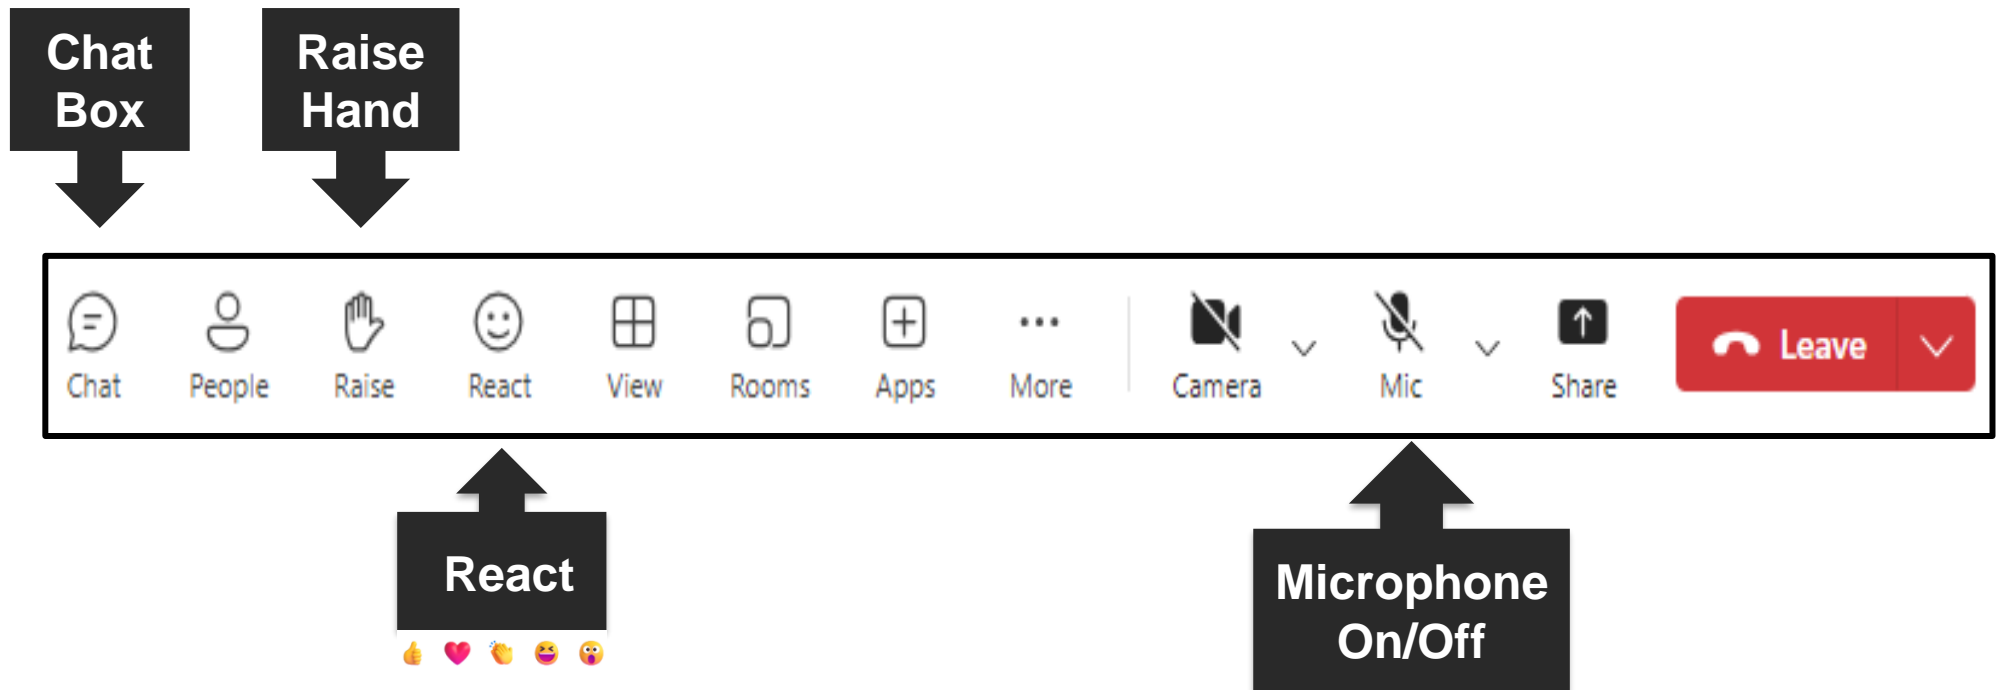 Chat
Box
Raise
Hand
Chat People Raise React View Rooms Apps More Camera Mic Share Leave
React
Microphone
On/Off